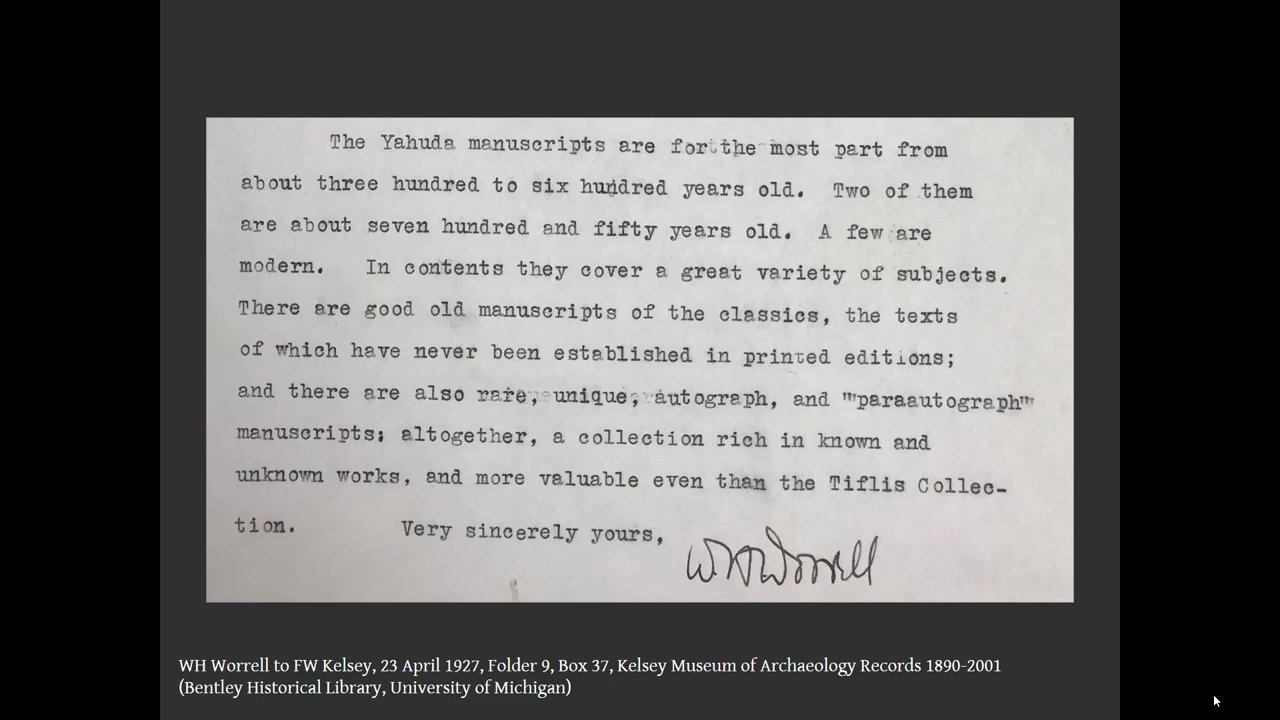 The Yahuda manuscripts are for the most part from
about three hundred to six hundred years old. Two of them
are about seven hundred and fifty years old. A few are
modern. In contents they cover a great variety of subjects.
There are good old manuscripts of the classics, the texts
of which have never been established in printed editions;
and there are also rare, unique, autograph, and "'paraautograph'"
manuscripts; altogether, a collection rich in known and
unknown works, and more valuable even than the Tiflis Collec-
tion. Very sincerely yours, WHWorrell
WH Worrell to FW Kelsey, 23 April 1927, Folder 9, Box 37, Kelsey Museum of Archaeology Records 1890-2001
(Bentley Historical Library, University of Michigan)